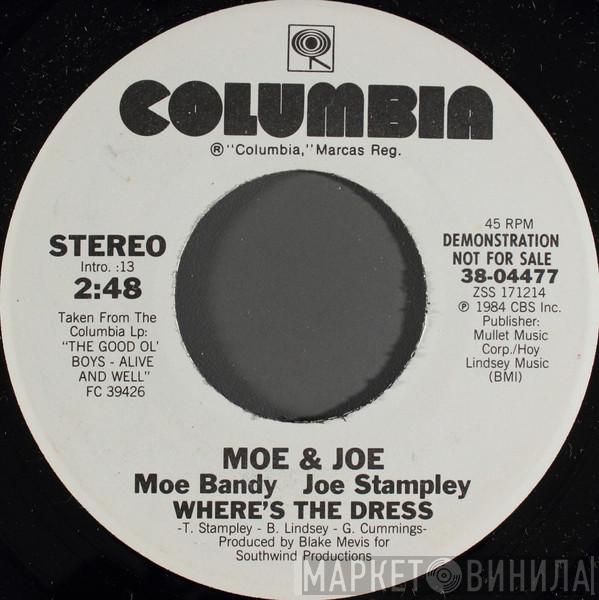 COLUMBIA
® "Columbia," Marcas Reg.
STEREO
Intro. :13
2:48
Taken From The
Columbia Lp:
"THE GOOD OL'
BOYS - ALIVE
AND WELL"
FC 39426
45 RPM
DEMONSTRATION
NOT FOR SALE
38-04477
ZSS 171214
℗ 1984 CBS Inc.
Publisher:
Mullet Music
Corp./Hoy
Lindsey Music
(BMI)
MOE & JOE
Moe Bandy Joe Stampley
WHERE'S THE DRESS
-T. Stampley - B. Lindsey - G. Cummings-
Produced by Blake Mevis for
Southwind Productions
МАРКЕТ ВИНИЛА